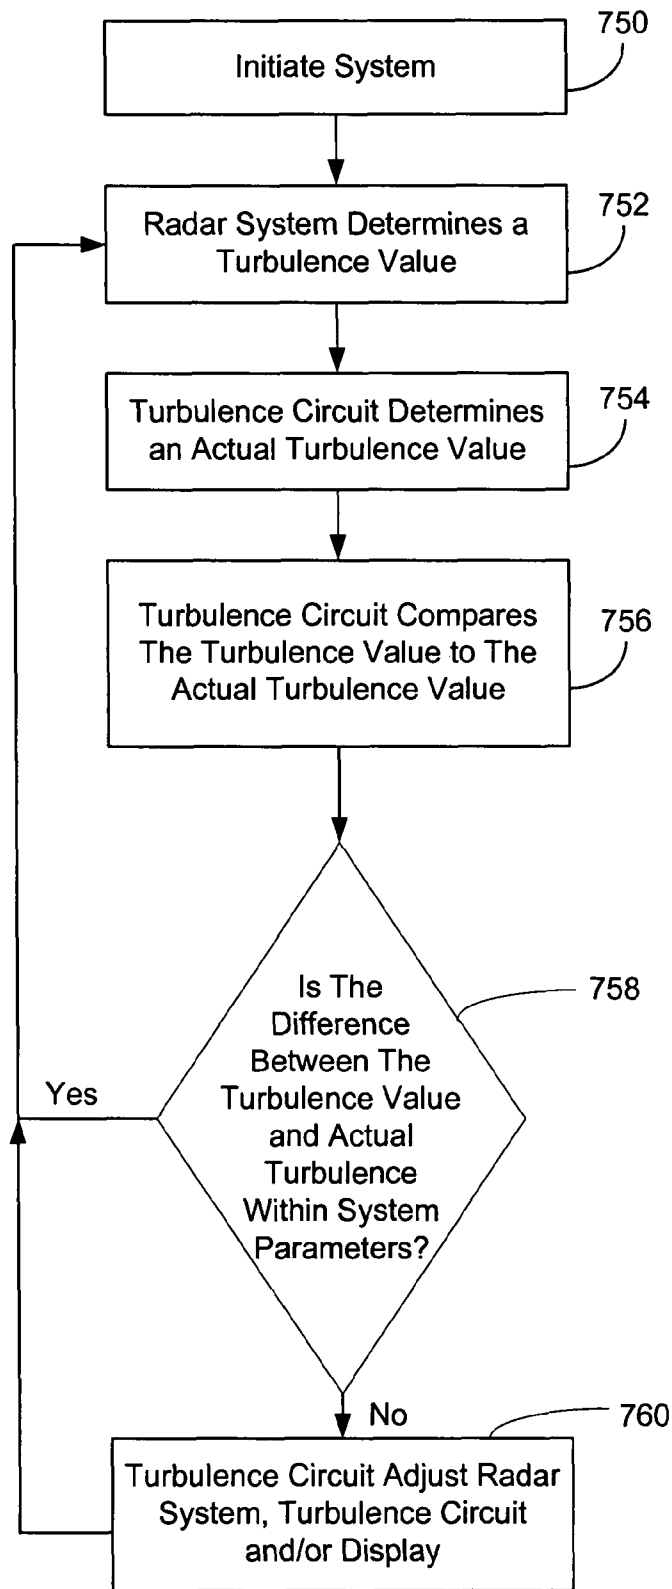 750
Initiate System
752
Radar System Determines a
Turbulence Value
754
Turbulence Circuit Determines
an Actual Turbulence Value
756
Turbulence Circuit Compares
The Turbulence Value to The
Actual Turbulence Value
758
Is The
Difference
Between The
Turbulence Value
and Actual
Turbulence
Within System
Parameters?
Yes
No
760
Turbulence Circuit Adjust Radar
System, Turbulence Circuit
and/or Display